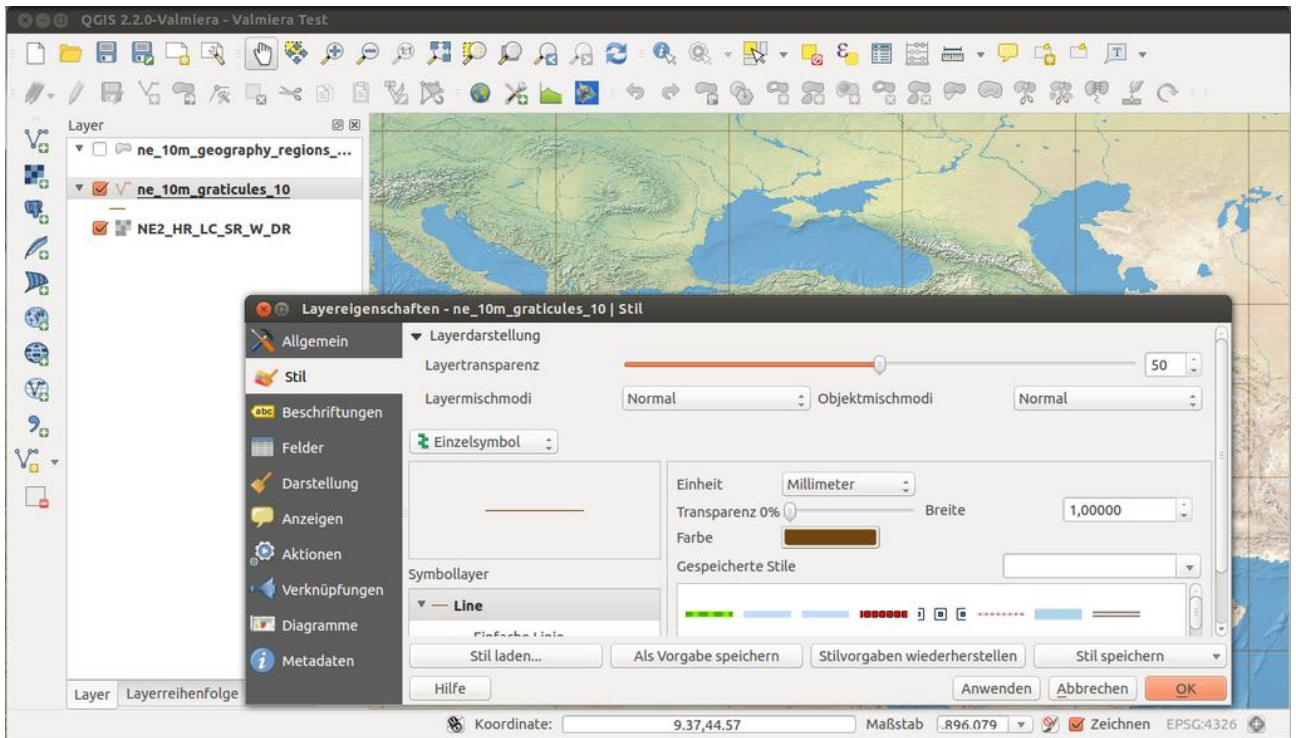 QGIS 2.2.0-Valmiera - Valmiera Test
Layer
ne_10m_geography_regions_...
ne_10m_graticules_10
NE2_HR_LC_SR_W_DR
Layereigenschaften - ne_10m_graticules_10 | Stil
Allgemein
Stil
Beschriftungen
Felder
Darstellung
Anzeigen
Aktionen
Verknüpfungen
Diagramme
Metadaten
Layerdarstellung
Layertransparenz 50
Layermischmodi Normal Objektmischmodi Normal
Einzelsymbol
Einheit Millimeter
Transparenz 0% Breite 1,00000
Farbe
Gespeicherte Stile
Symbollayer
Line
Einfache Linie
Stil laden... Als Vorgabe speichern Stilvorgaben wiederherstellen Stil speichern
Hilfe Anwenden Abbrechen OK
Layer Layerreihenfolge
Koordinate: 9.37,44.57 Maßstab .896.079 Zeichnen EPSG:4326